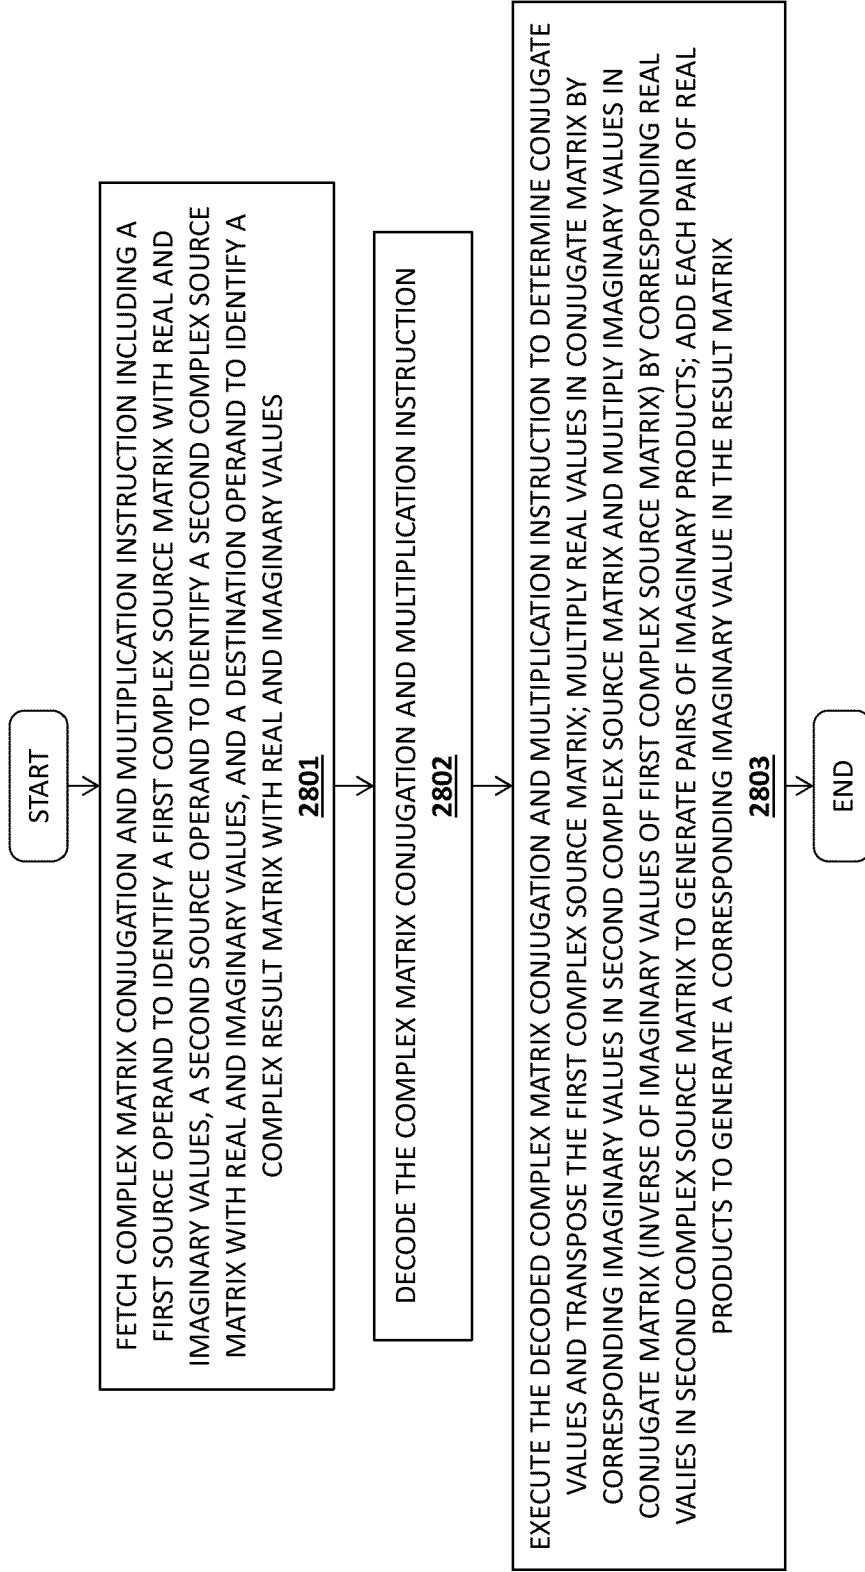 START
FETCH COMPLEX MATRIX CONJUGATION AND MULTIPLICATION INSTRUCTION INCLUDING A
FIRST SOURCE OPERAND TO IDENTIFY A FIRST COMPLEX SOURCE MATRIX WITH REAL AND
IMAGINARY VALUES, A SECOND SOURCE OPERAND TO IDENTIFY A SECOND COMPLEX SOURCE
MATRIX WITH REAL AND IMAGINARY VALUES, AND A DESTINATION OPERAND TO IDENTIFY A
COMPLEX RESULT MATRIX WITH REAL AND IMAGINARY VALUES
2801
DECODE THE COMPLEX MATRIX CONJUGATION AND MULTIPLICATION INSTRUCTION
2802
EXECUTE THE DECODED COMPLEX MATRIX CONJUGATION AND MULTIPLICATION INSTRUCTION TO DETERMINE CONJUGATE
VALUES AND TRANSPOSE THE FIRST COMPLEX SOURCE MATRIX; MULTIPLY REAL VALUES IN CONJUGATE MATRIX BY
CORRESPONDING IMAGINARY VALUES IN SECOND COMPLEX SOURCE MATRIX AND MULTIPLY IMAGINARY VALUES IN
CONJUGATE MATRIX (INVERSE OF IMAGINARY VALUES OF FIRST COMPLEX SOURCE MATRIX) BY CORRESPONDING REAL
VALIES IN SECOND COMPLEX SOURCE MATRIX TO GENERATE PAIRS OF IMAGINARY PRODUCTS; ADD EACH PAIR OF REAL
PRODUCTS TO GENERATE A CORRESPONDING IMAGINARY VALUE IN THE RESULT MATRIX
2803
END